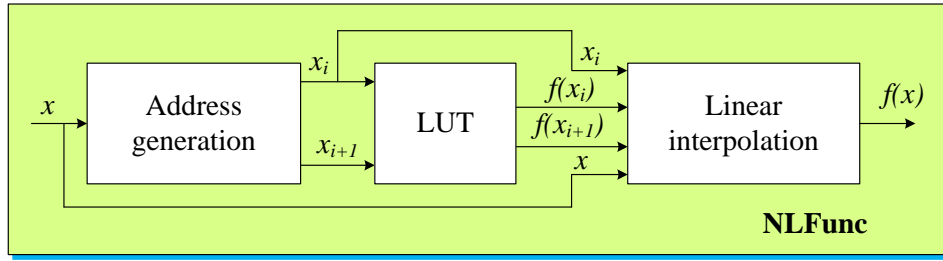 x
Address
generation
x_i
x_{i+1}
LUT
f(x_i)
f(x_{i+1})
x_i
x
Linear
interpolation
f(x)
NLFunc